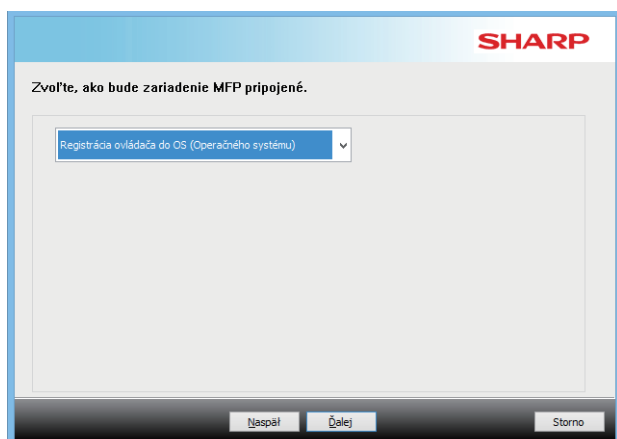 SHARP
Zvoľte, ako bude zariadenie MFP pripojené.
Registrácia ovládača do OS (Operačného systému)
Naspäť Ďalej Storno